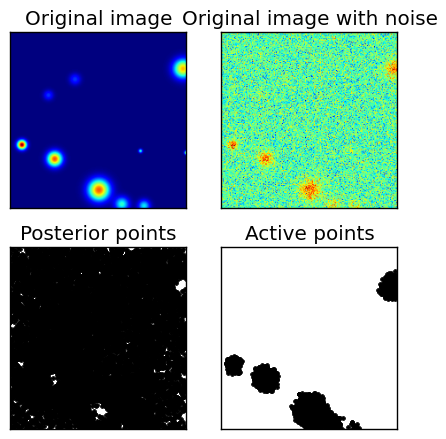 Original image
Original image with noise
Posterior points
Active points